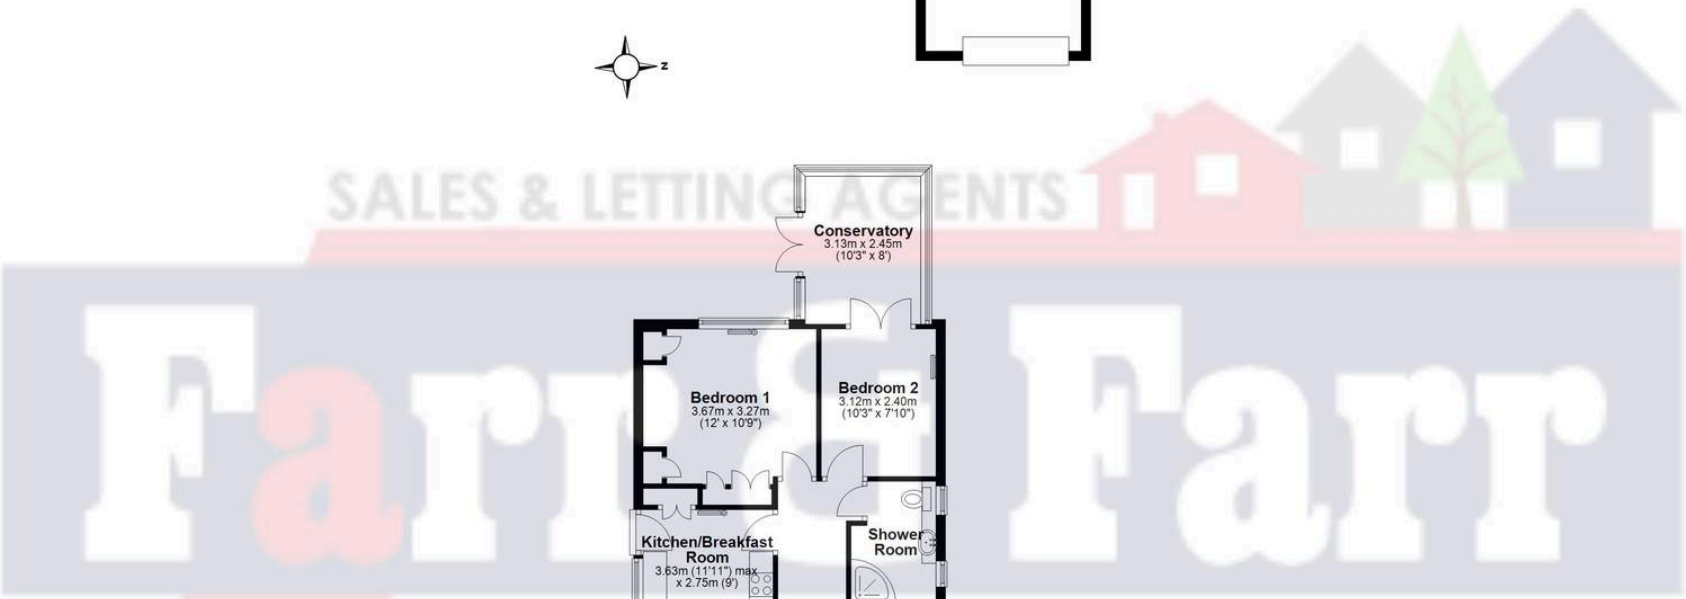 Z
SALES & LETTING AGENTS
Conservatory
3.13m x 2.45m
(10'3" x 8')
Farr & Farr
Bedroom 1
3.67m x 3.27m
(12' x 10'9")
Bedroom 2
3.12m x 2.40m
(10'3" x 7'10")
Kitchen/Breakfast
Room
3.63m (11'11") max
x 2.75m (9')
Shower
Room